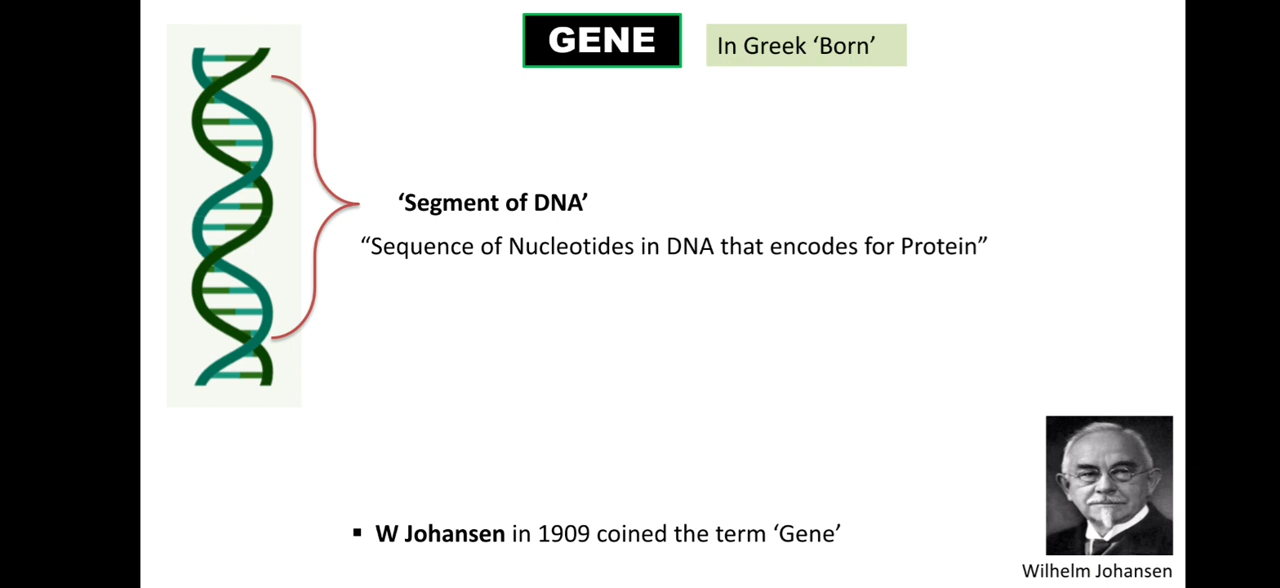 GENE
In Greek ‘Born’
‘Segment of DNA’
“Sequence of Nucleotides in DNA that encodes for Protein”
▪ W Johansen in 1909 coined the term ‘Gene’
Wilhelm Johansen